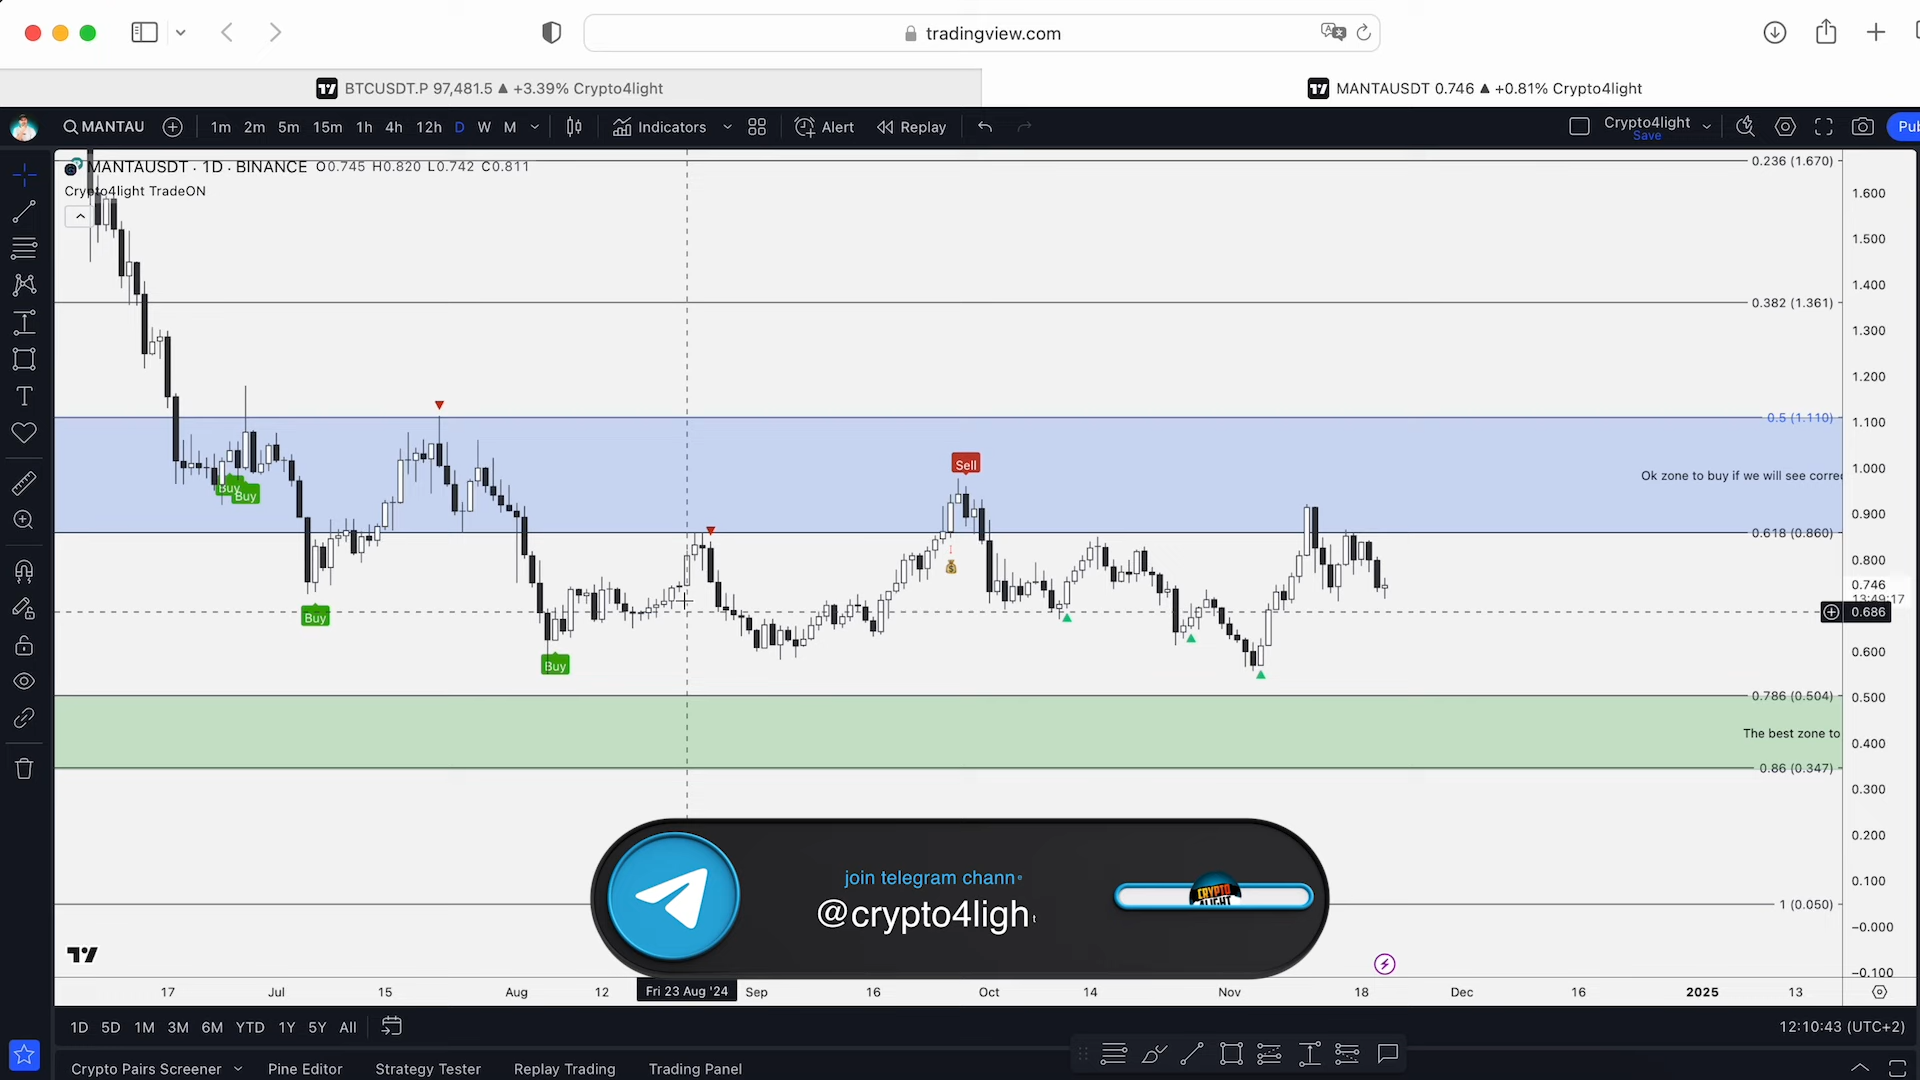 tradingview.com
BTCUSDT.P 97,481.5 ▲ +3.39% Crypto4light
MANTAUSDT 0.746 ▲ +0.81% Crypto4light
MANTAU
1m 2m 5m 15m 1h 4h 12h D W M
Indicators
Alert
Replay
Crypto4light
Save
Pub
MANTAUSDT · 1D · BINANCE O0.745 H0.820 L0.742 C0.811
Crypto4light TradeON
0.236 (1.670)
1.600
1.500
1.400
0.382 (1.361)
1.300
1.200
0.5 (1.110)
1.100
Sell
1.000
Ok zone to buy if we will see corre
Buy
Buy
0.900
0.618 (0.860)
0.800
0.746
13:49:17
0.686
Buy
0.600
Buy
0.786 (0.504)
0.500
The best zone to
0.400
0.86 (0.347)
0.300
0.200
join telegram chann
0.100
CRYPTO
4LIGHT
1 (0.050)
@crypto4light
−0.000
−0.100
17 Jul 15 Aug 12 Fri 23 Aug '24 Sep 16 Oct 14 Nov 18 Dec 16 2025 13
1D 5D 1M 3M 6M YTD 1Y 5Y All
12:10:43 (UTC+2)
Crypto Pairs Screener
Pine Editor
Strategy Tester
Replay Trading
Trading Panel